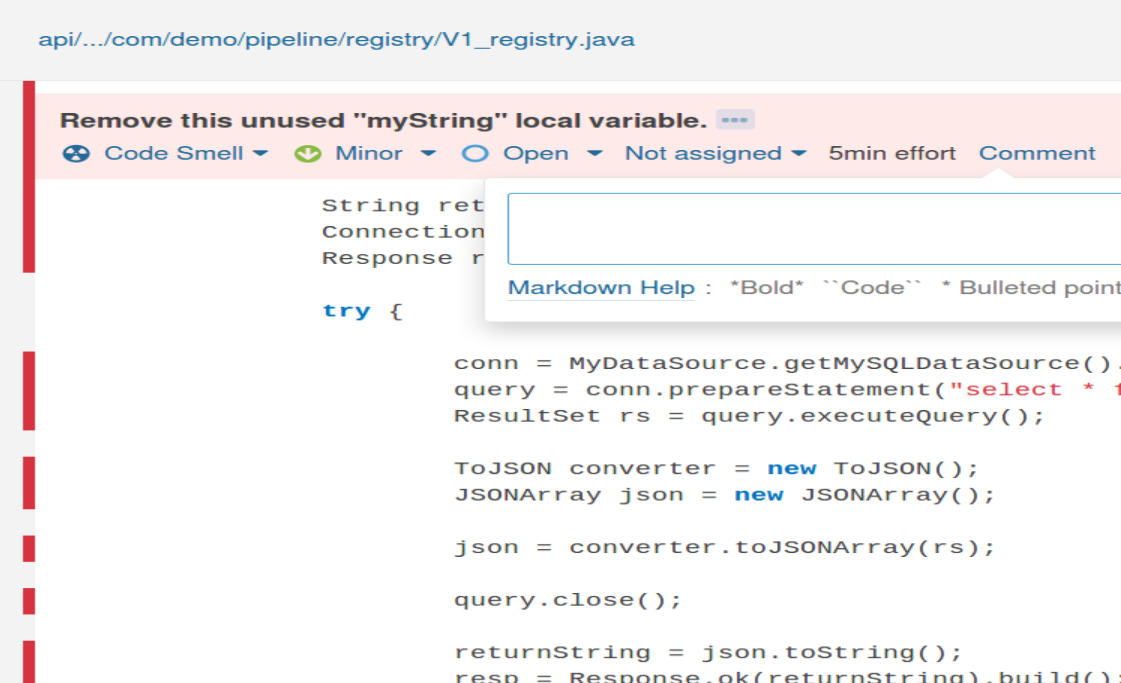 api/.../com/demo/pipeline/registry/V1_registry.java
Remove this unused "myString" local variable.
Code Smell Minor Open Not assigned 5min effort Comment
String ret
Connection
Response r
Markdown Help : *Bold* ``Code`` * Bulleted point
try {
conn = MyDataSource.getMySQLDataSource().
query = conn.prepareStatement("select * f
ResultSet rs = query.executeQuery();
ToJSON converter = new ToJSON();
JSONArray json = new JSONArray();
json = converter.toJSONArray(rs);
query.close();
returnString = json.toString();
resp = Response.ok(returnString).build();